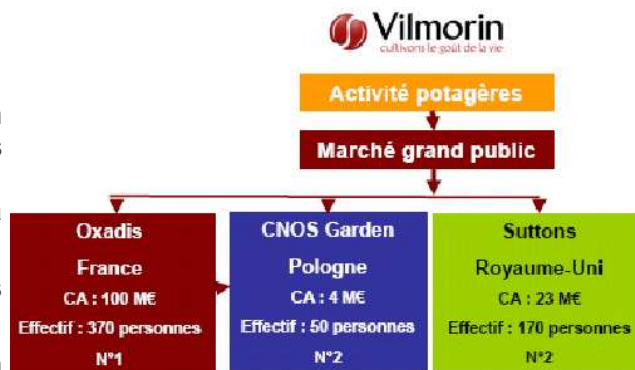 Vilmorin
cultivons le goût de la vie
Activité potagères
Marché grand public
Oxadis
France
CA : 100 M€
Effectif : 370 personnes
N°1
CNOS Garden
Pologne
CA : 4 M€
Effectif : 50 personnes
N°2
Suttons
Royaume-Uni
CA : 23 M€
Effectif : 170 personnes
N°2